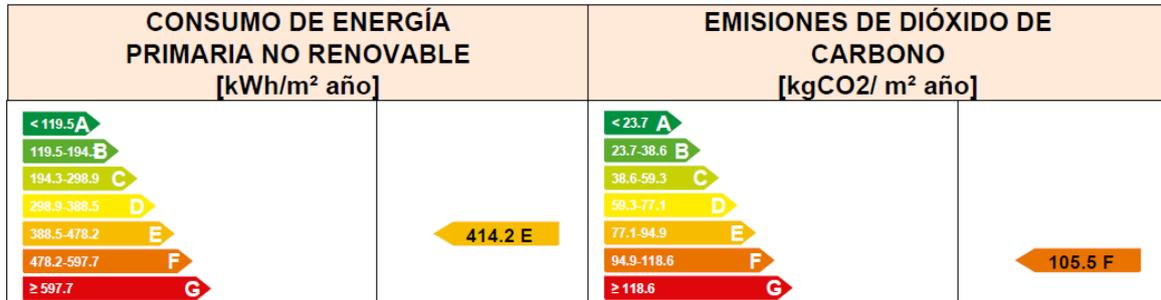 CONSUMO DE ENERGÍA
PRIMARIA NO RENOVABLE
[kWh/m² año]
EMISIONES DE DIÓXIDO DE
CARBONO
[kgCO2/ m² año]
< 119.5 A
119.5-194.3 B
194.3-298.9 C
298.9-388.5 D
388.5-478.2 E
478.2-597.7 F
≥ 597.7 G
414.2 E
< 23.7 A
23.7-38.6 B
38.6-59.3 C
59.3-77.1 D
77.1-94.9 E
94.9-118.6 F
≥ 118.6 G
105.5 F